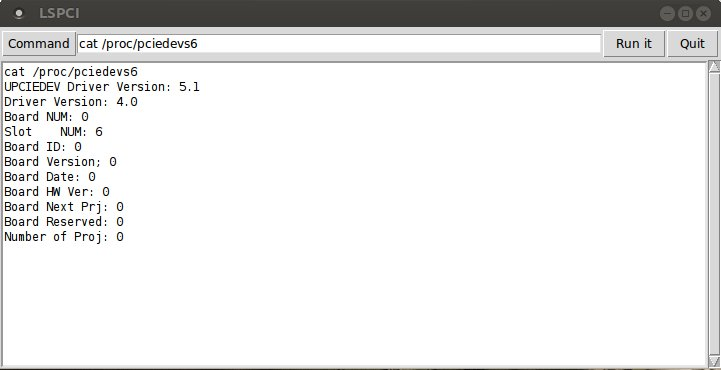 LSPCI
Command cat /proc/pciedevs6 Run it Quit
cat /proc/pciedevs6
UPCIEDEV Driver Version: 5.1
Driver Version: 4.0
Board NUM: 0
Slot    NUM: 6
Board ID: 0
Board Version; 0
Board Date: 0
Board HW Ver: 0
Board Next Prj: 0
Board Reserved: 0
Number of Proj: 0